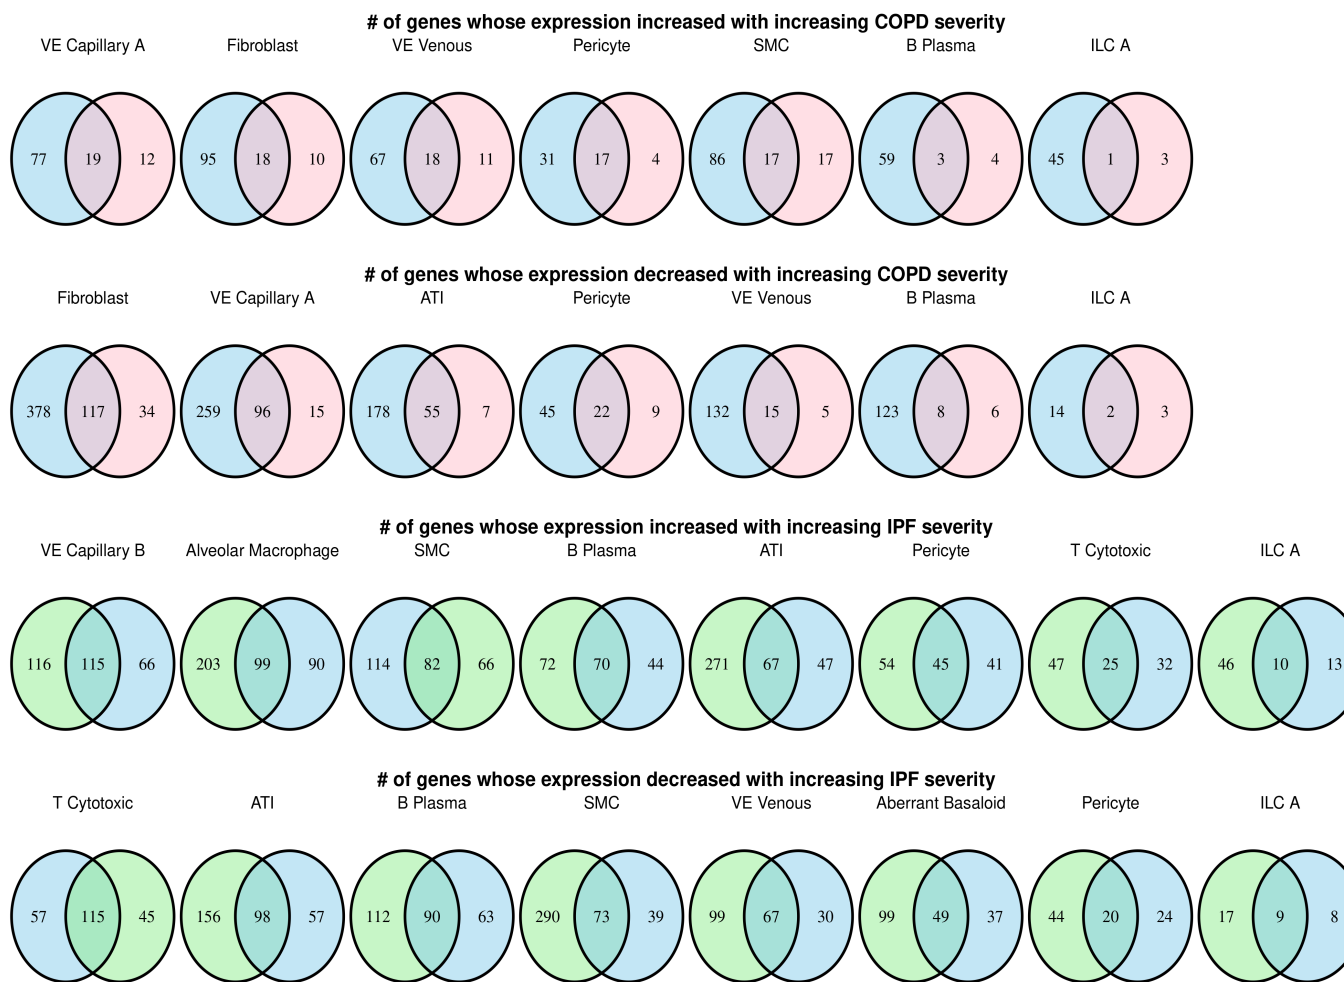 # of genes whose expression increased with increasing COPD severity
VE Capillary A Fibroblast VE Venous Pericyte SMC B Plasma ILC A
77 19 12 95 18 10 67 18 11 31 17 4 86 17 17 59 3 4 45 1 3
# of genes whose expression decreased with increasing COPD severity
Fibroblast VE Capillary A ATI Pericyte VE Venous B Plasma ILC A
378 117 34 259 96 15 178 55 7 45 22 9 132 15 5 123 8 6 14 2 3
# of genes whose expression increased with increasing IPF severity
VE Capillary B Alveolar Macrophage SMC B Plasma ATI Pericyte T Cytotoxic ILC A
116 115 66 203 99 90 114 82 66 72 70 44 271 67 47 54 45 41 47 25 32 46 10 13
# of genes whose expression decreased with increasing IPF severity
T Cytotoxic ATI B Plasma SMC VE Venous Aberrant Basaloid Pericyte ILC A
57 115 45 156 98 57 112 90 63 290 73 39 99 67 30 99 49 37 44 20 24 17 9 8